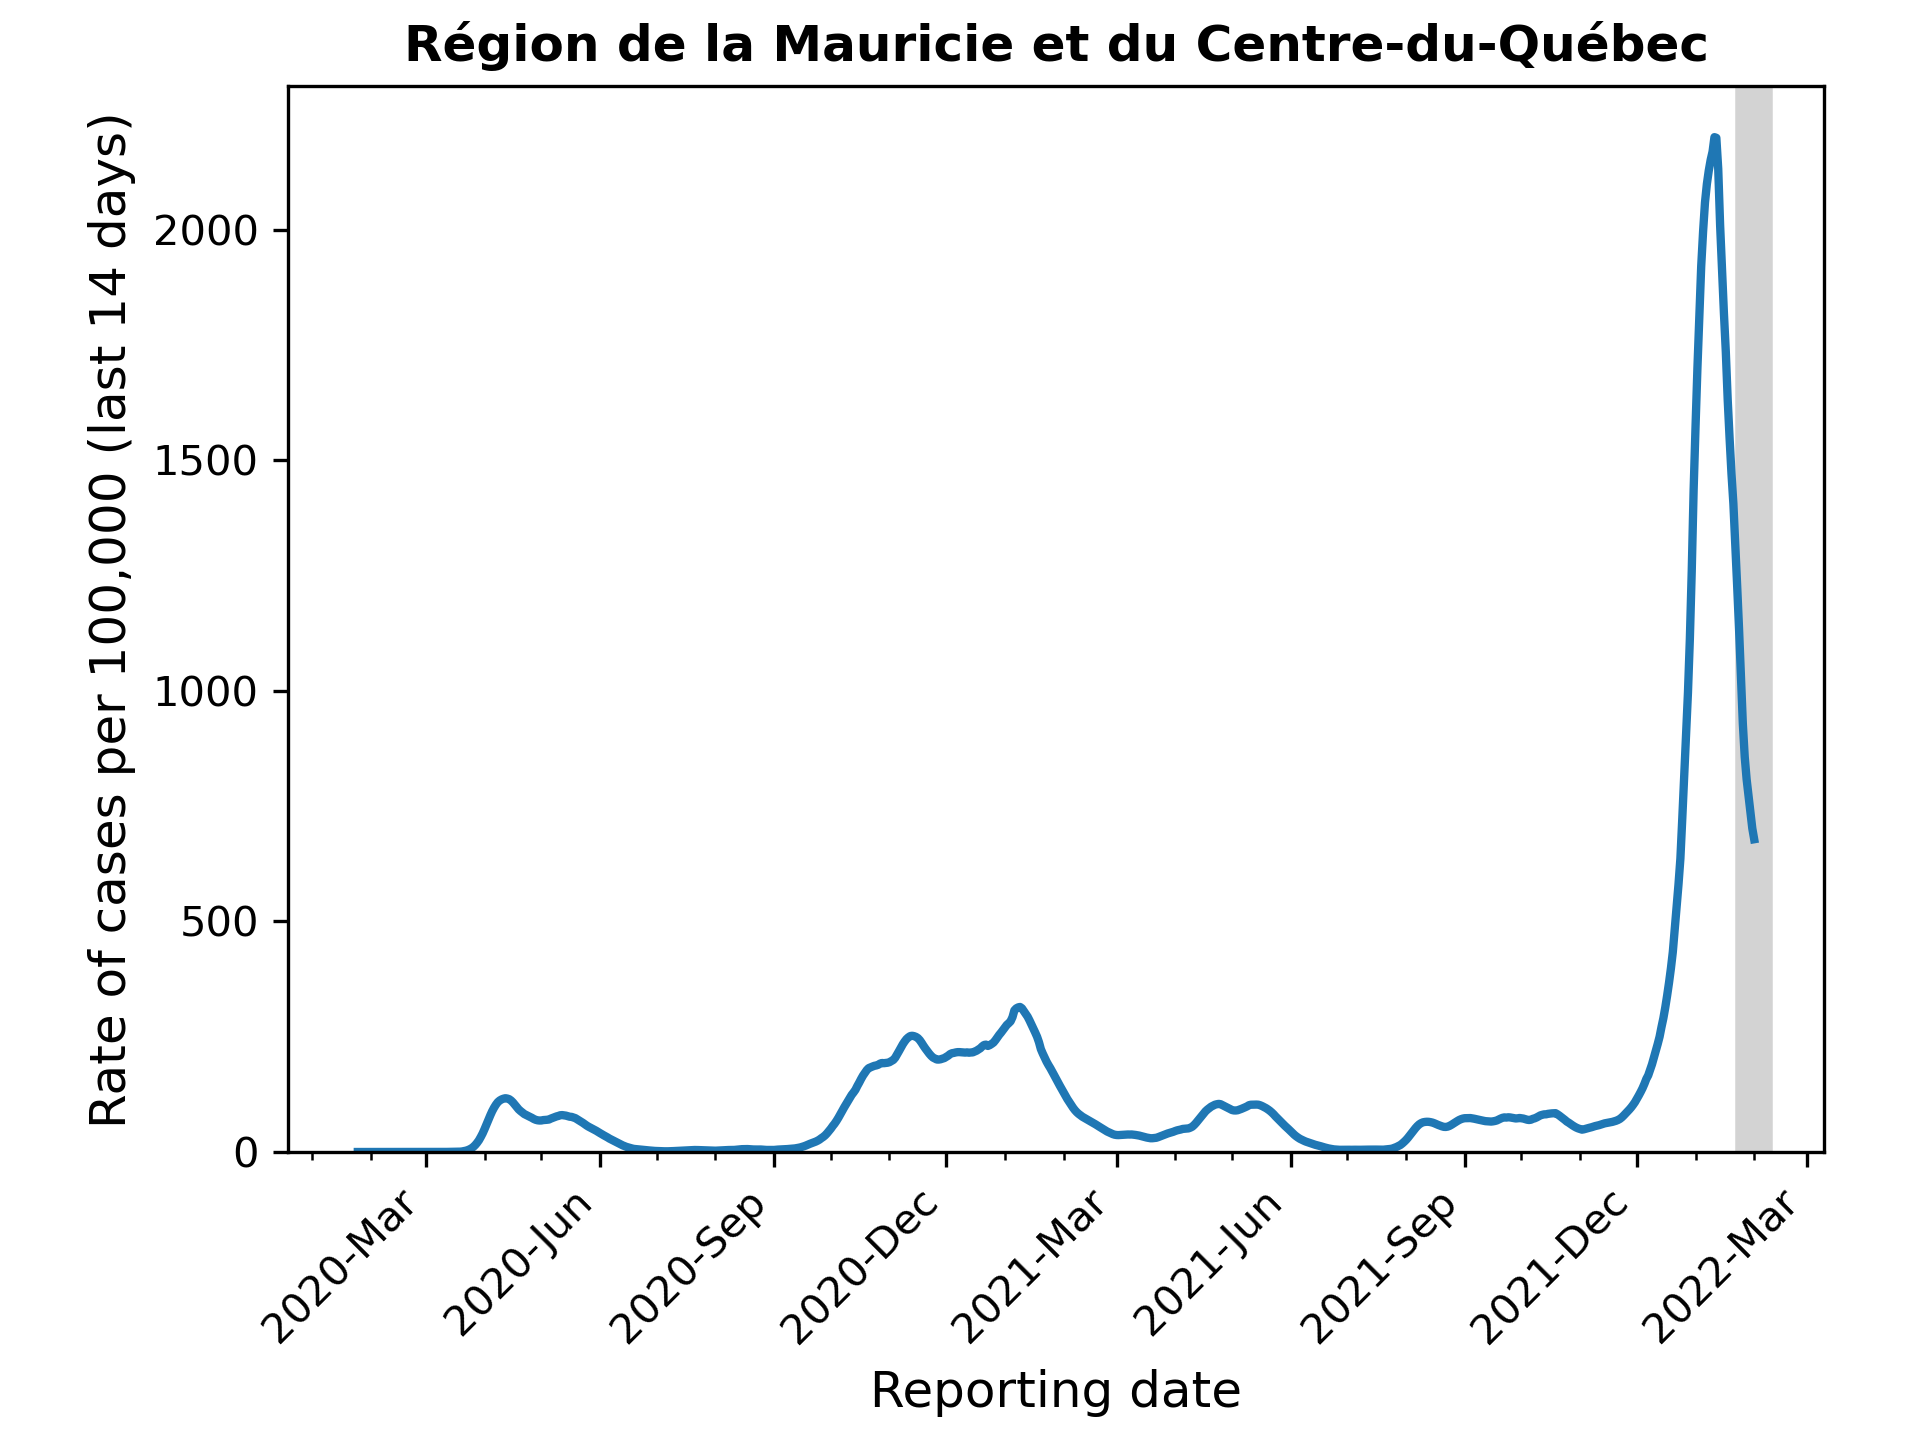 Région de la Mauricie et du Centre-du-Québec
Rate of cases per 100,000 (last 14 days)
2000
1500
1000
500
0
2020-Mar
2020-Jun
2020-Sep
2020-Dec
2021-Mar
2021-Jun
2021-Sep
2021-Dec
2022-Mar
Reporting date